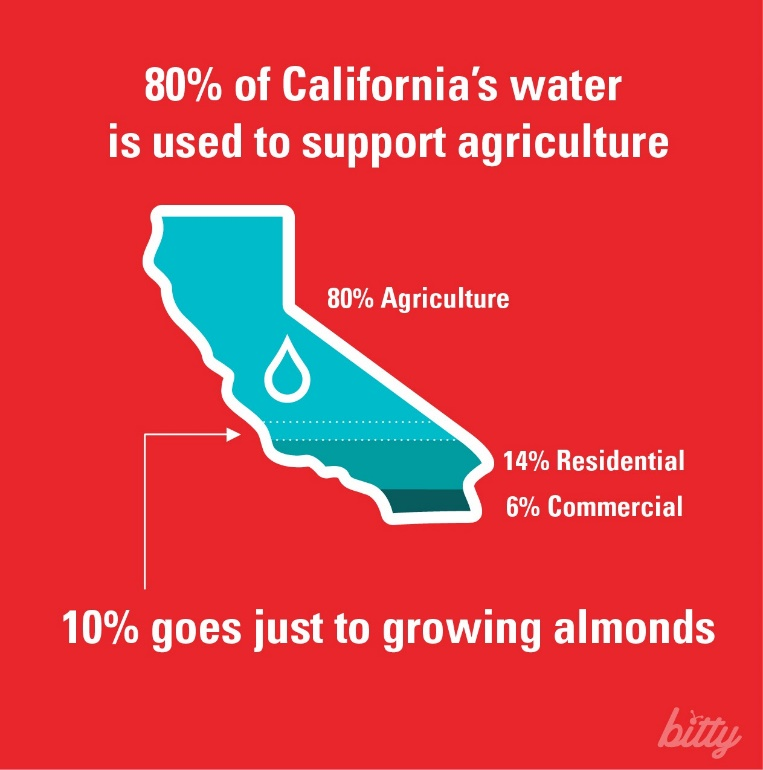 80% of California's water
is used to support agriculture
80% Agriculture
14% Residential
6% Commercial
10% goes just to growing almonds
bitty